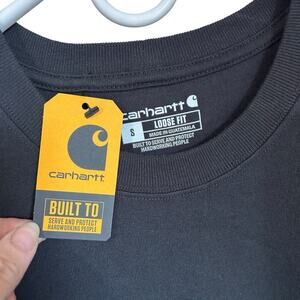 carhartt
S
LOOSE FIT
MADE IN GUATEMALA
BUILT TO SERVE AND PROTECT
HARDWORKING PEOPLE
carhartt
BUILT TO
SERVE AND PROTECT
HARDWORKING PEOPLE